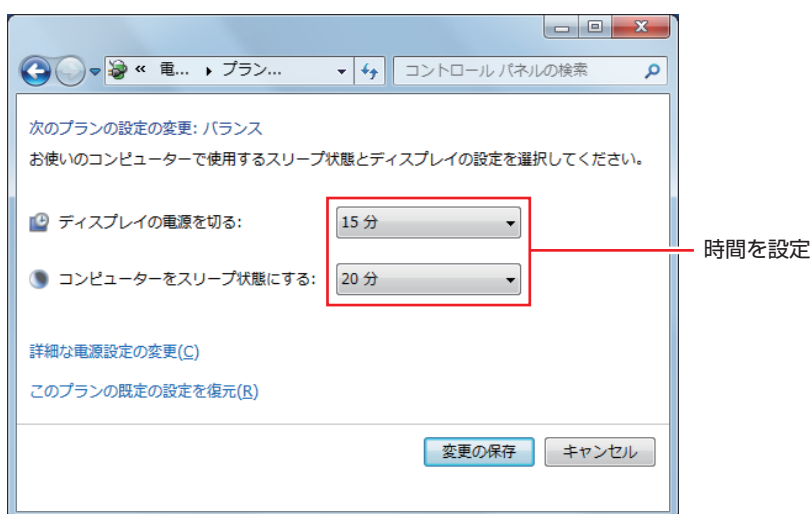 « 電... ▸ プラン...
コントロール パネルの検索
次のプランの設定の変更: バランス
お使いのコンピューターで使用するスリープ状態とディスプレイの設定を選択してください。
ディスプレイの電源を切る: 15 分
時間を設定
コンピューターをスリープ状態にする: 20 分
詳細な電源設定の変更(C)
このプランの既定の設定を復元(R)
変更の保存 キャンセル